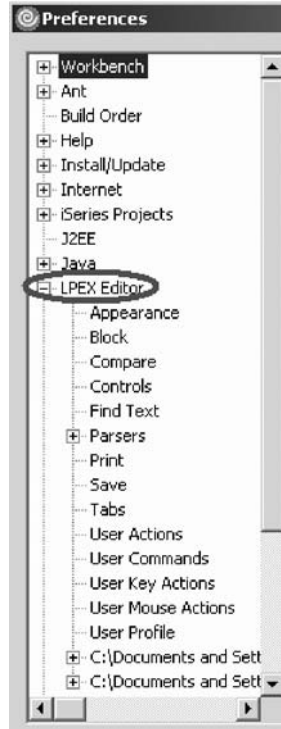 Preferences
Workbench
Ant
Build Order
Help
Install/Update
Internet
iSeries Projects
J2EE
Java
LPEX Editor
Appearance
Block
Compare
Controls
Find Text
Parsers
Print
Save
Tabs
User Actions
User Commands
User Key Actions
User Mouse Actions
User Profile
C:\Documents and Sett
C:\Documents and Sett